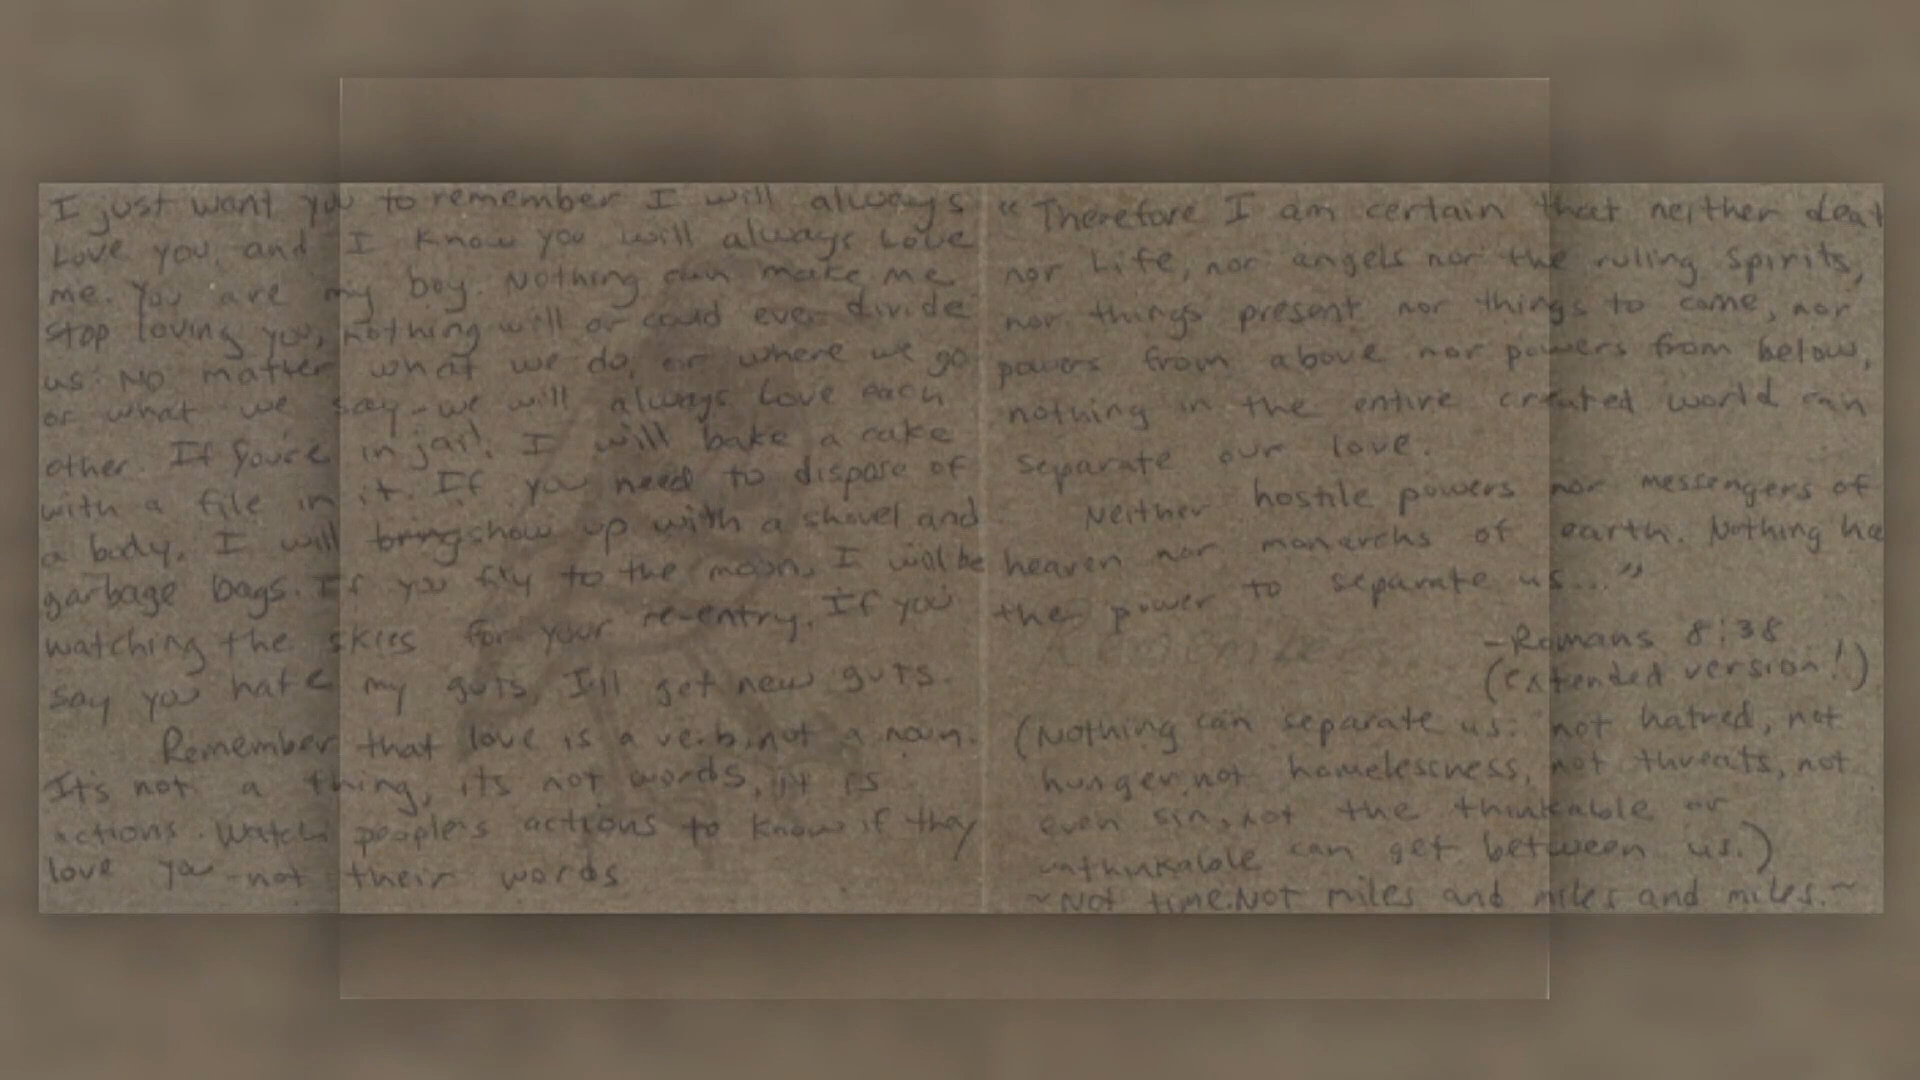 I just want you to remember I will always
Love you, and I know you will always Love
me. You are my boy. Nothing can make me
stop loving you, nothing will or could ever divide
us. No matter what we do, or where we go
or what we say - we will always Love each
other. If you're in jail, I will bake a cake
with a file in it. If you need to dispose of
a body, I will bring show up with a shovel and
garbage bags. If you fly to the moon, I will be
watching the skies for your re-entry. If you
say you hate my guts, I'll get new guts.
Remember that love is a verb, not a noun.
It's not a thing, its not words, it is
actions. Watch people's actions to know if they
love you - not their words
"Therefore I am certain that neither deat
nor Life, nor angels nor the ruling spirits,
nor things present nor things to come, nor
powers from above nor powers from below,
nothing in the entire created world can
separate our love.
Neither hostile powers nor messengers of
heaven nor monarchs of earth. Nothing ha
the power to separate us..."
-Romans 8:38
(extended version!)
(Nothing can separate us: not hatred, not
hunger, not homelessness, not threats, not
even sin, not the thinkable or
unthinkable can get between us.)
~Not time. Not miles and miles and miles.~